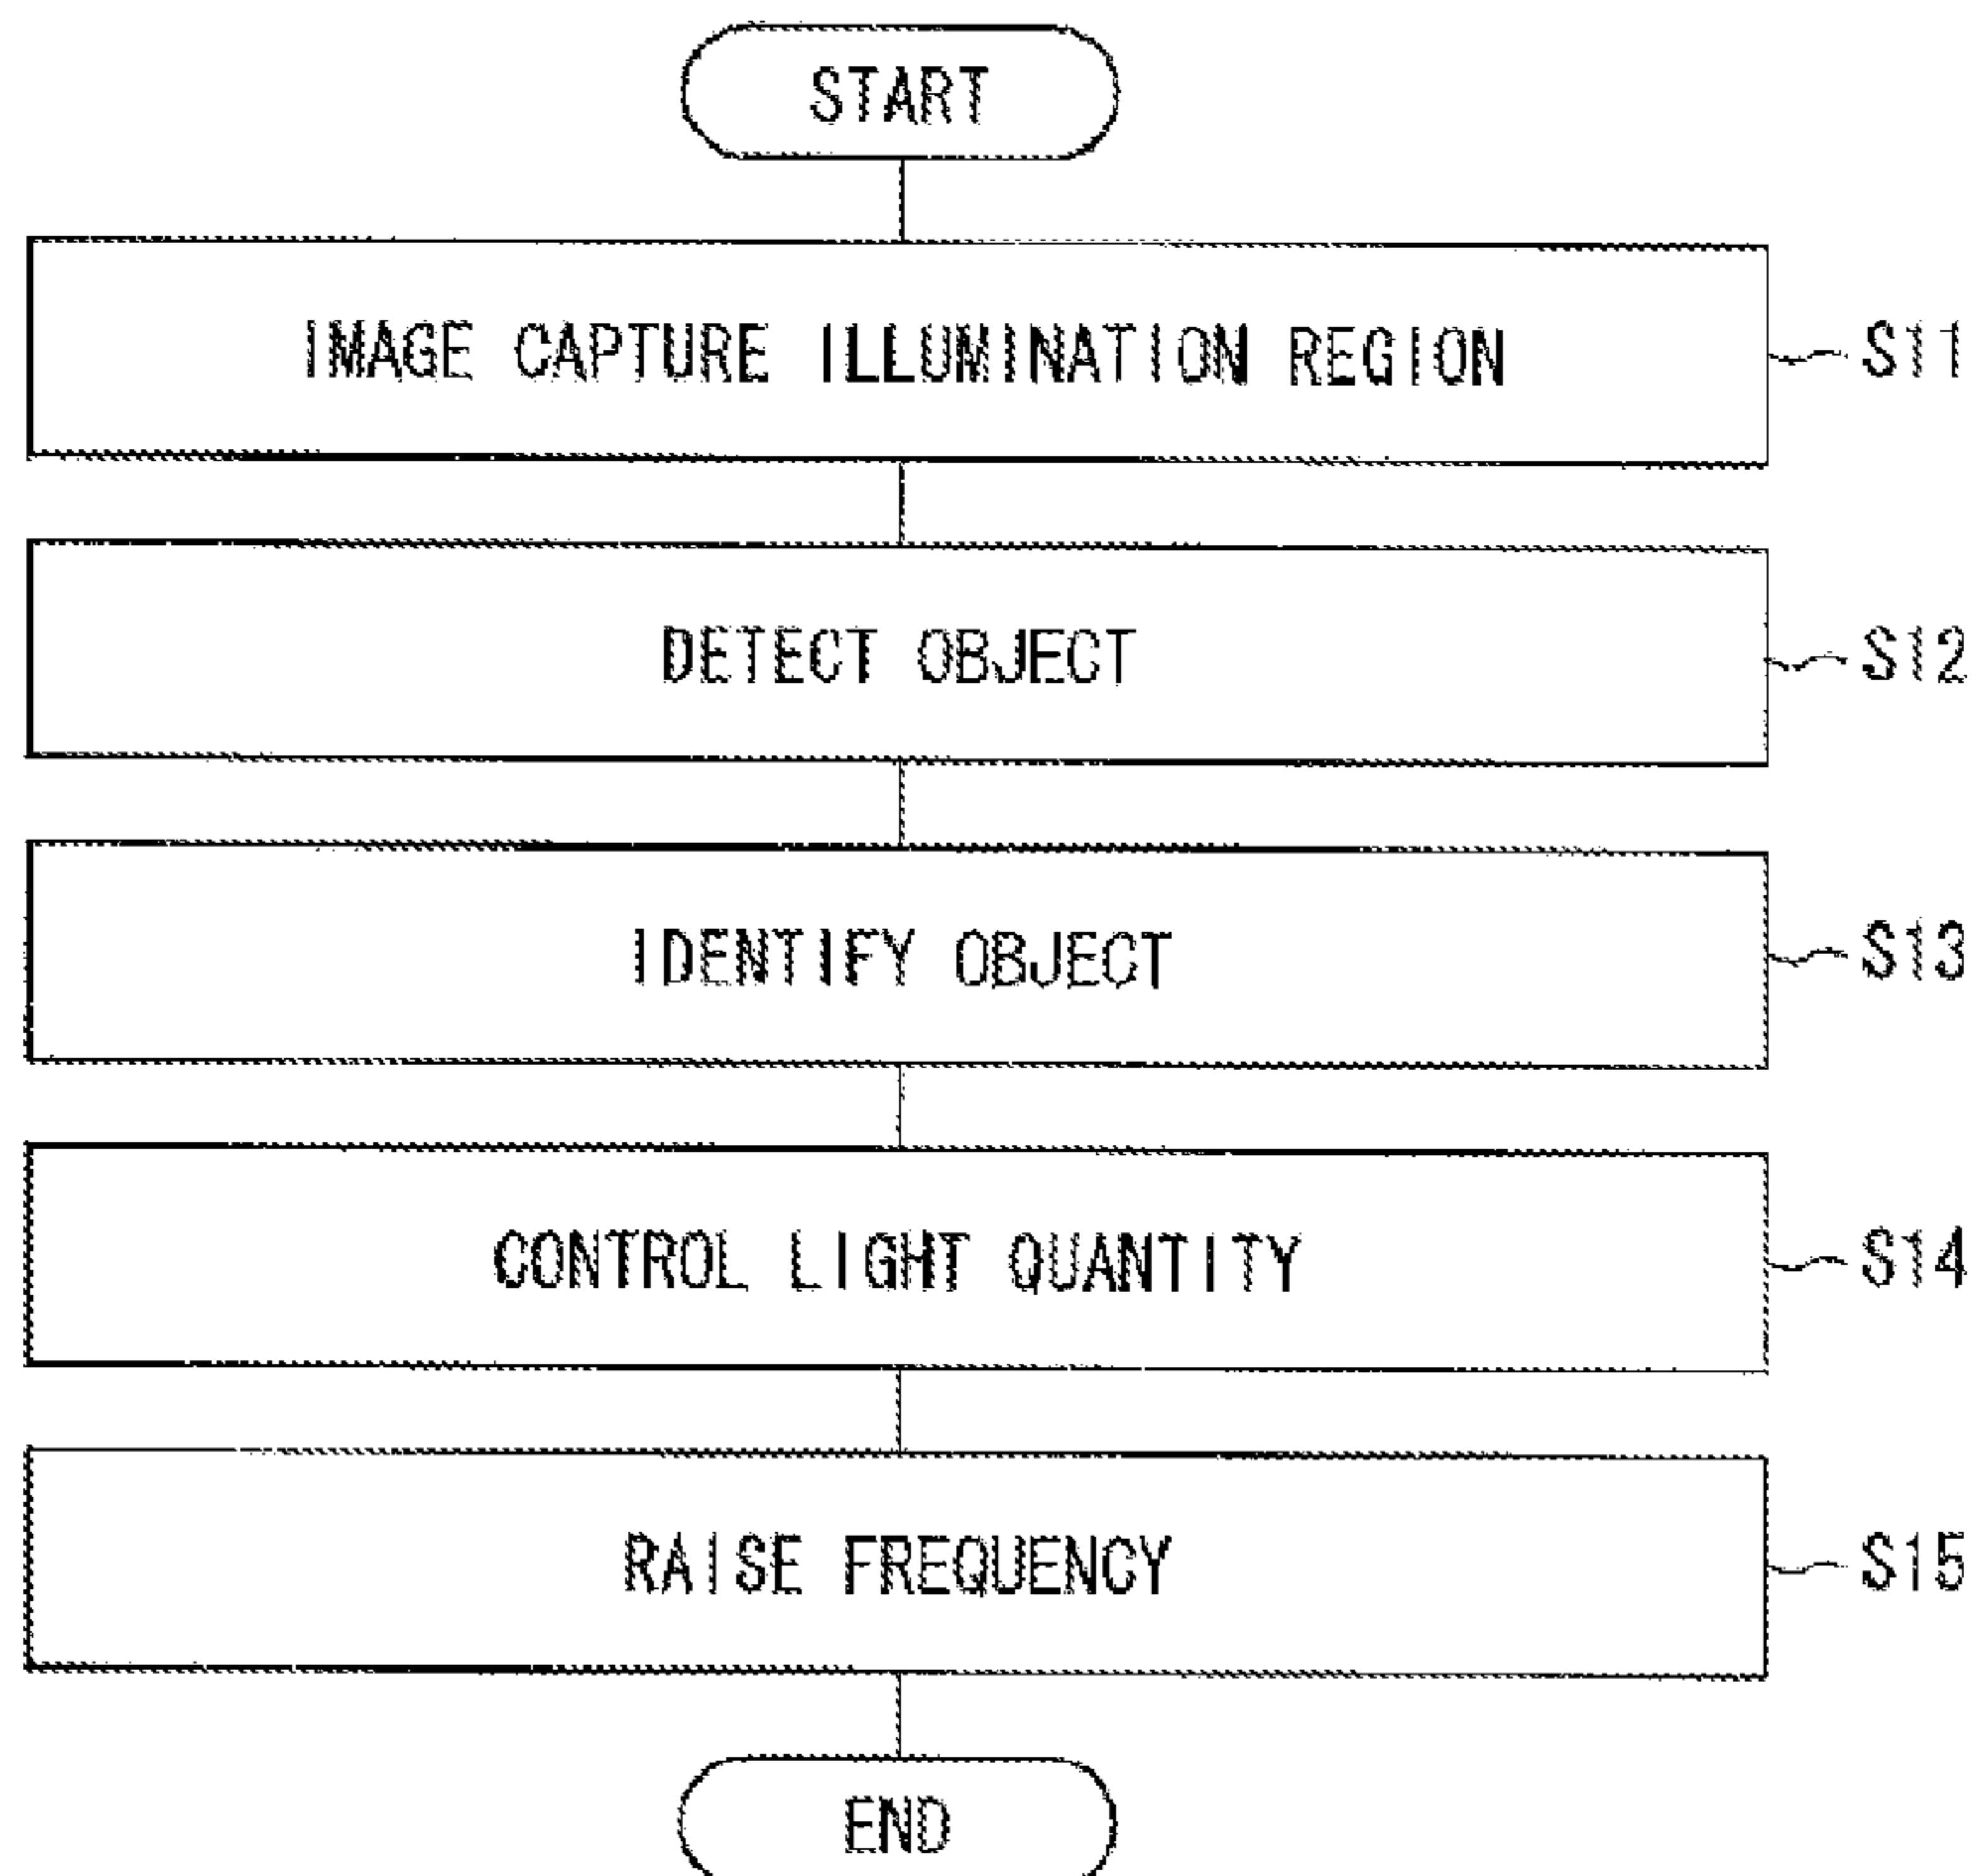 START
IMAGE CAPTURE ILLUMINATION REGION
S11
DETECT OBJECT
S12
IDENTIFY OBJECT
S13
CONTROL LIGHT QUANTITY
S14
RAISE FREQUENCY
S15
END